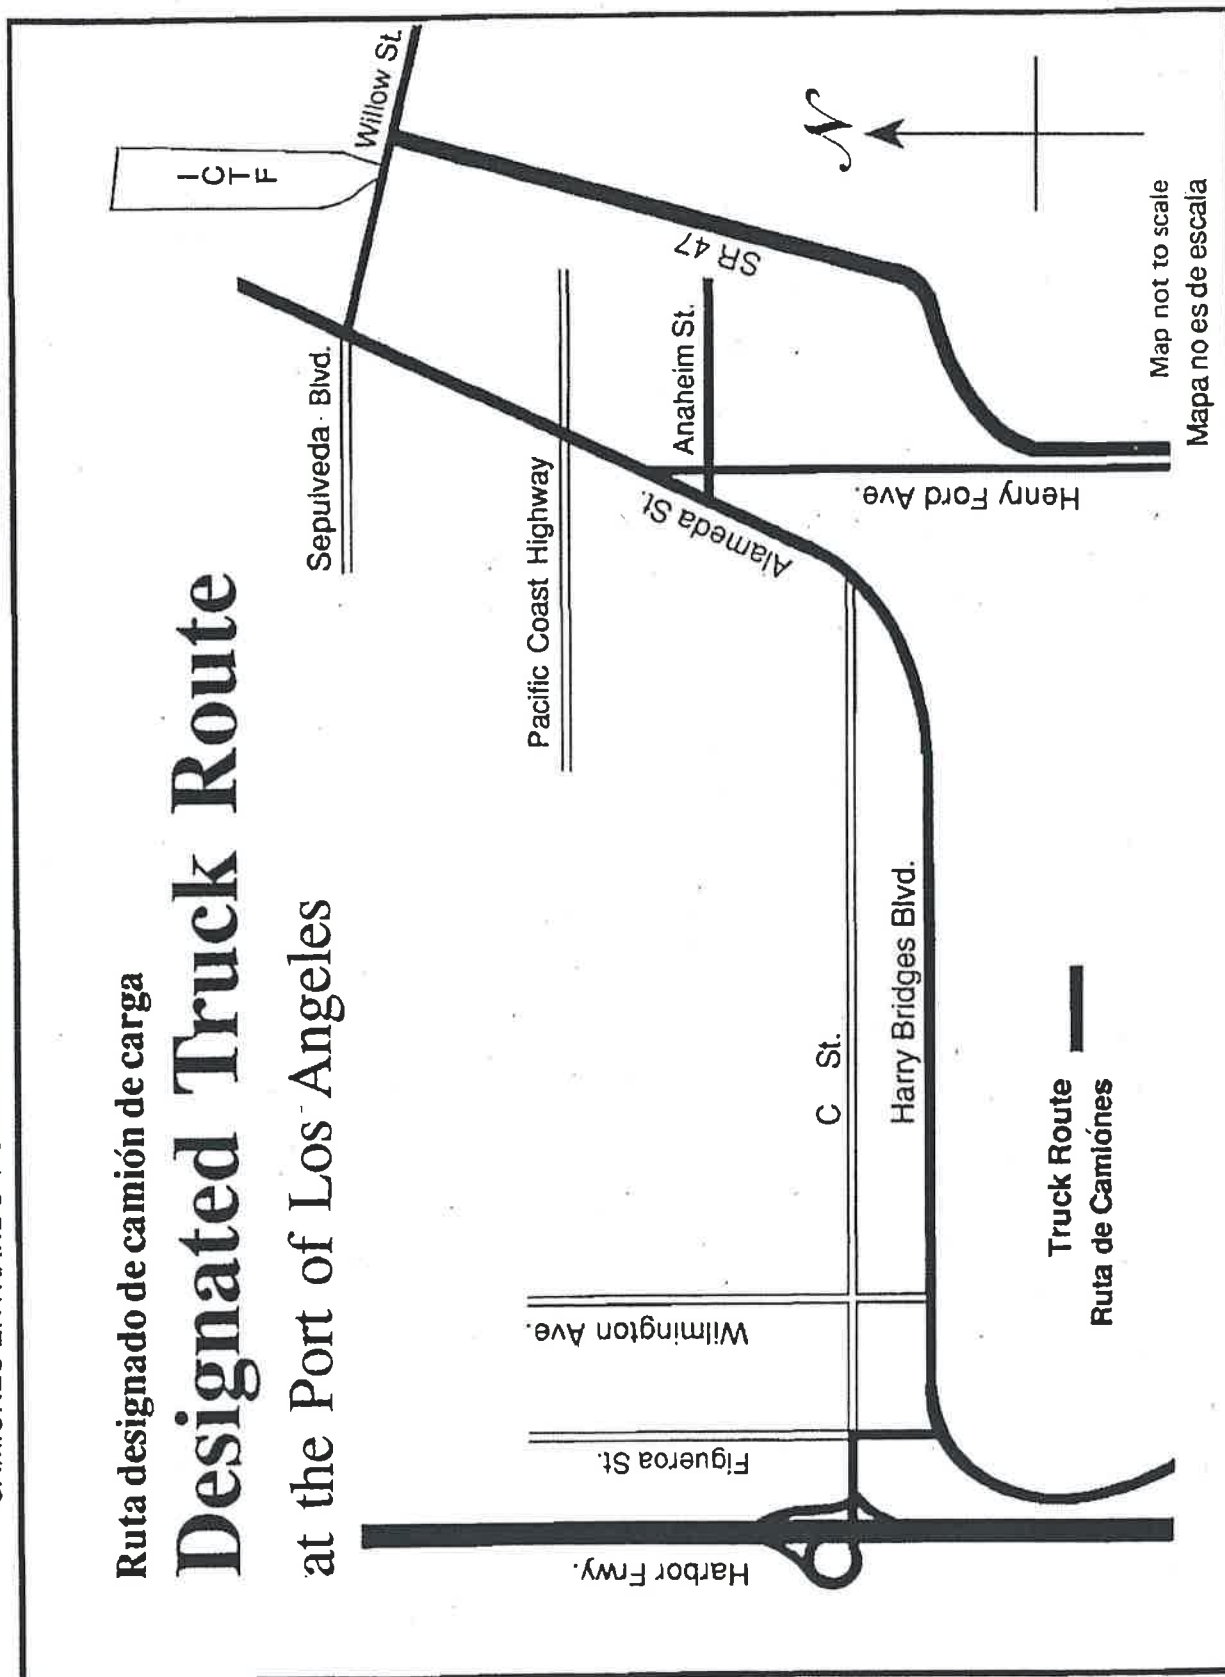 Ruta designado de camión de carga
Designated Truck Route
at the Port of Los Angeles
I
C
T
F
Willow St.
Sepulveda Blvd.
Pacific Coast Highway
Anaheim St.
SR 47
Alameda St.
Henry Ford Ave.
N
C St.
Harry Bridges Blvd.
Wilmington Ave.
Figueroa St.
Harbor Frwy.
Truck Route
Ruta de Camiónes
Map not to scale
Mapa no es de escala